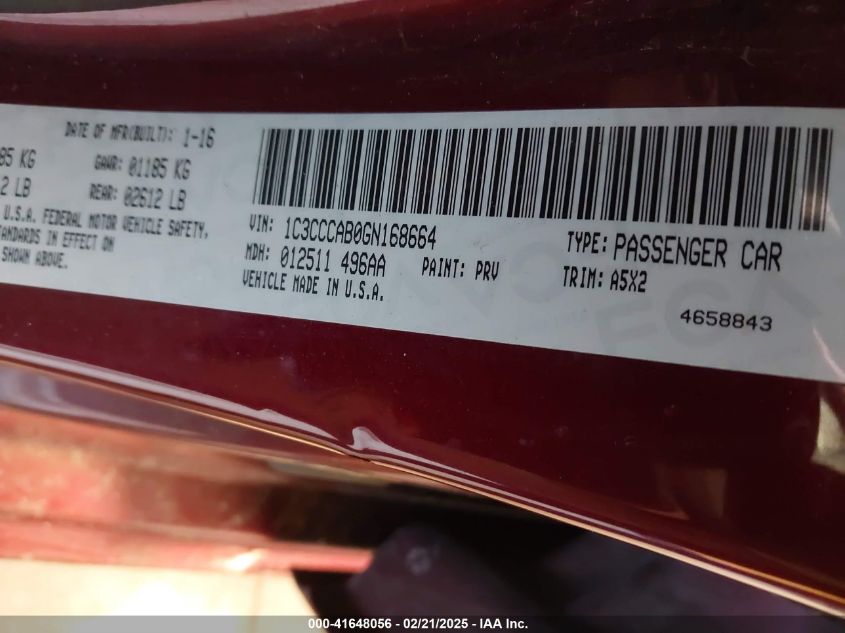 DATE OF MFR(BUILT): 1-16
85 KG GAWR: 01185 KG
2 LB REAR: 02612 LB
U.S.A. FEDERAL MOTOR VEHICLE SAFETY,
TANDARDS IN EFFECT ON
SHOWN ABOVE.
VIN: 1C3CCCAB0GN168664 TYPE: PASSENGER CAR
MDH: 012511 496AA PAINT: PRV TRIM: A5X2
VEHICLE MADE IN U.S.A.
4658843
000-41648056 / 02/21/2025 - IAA Inc.